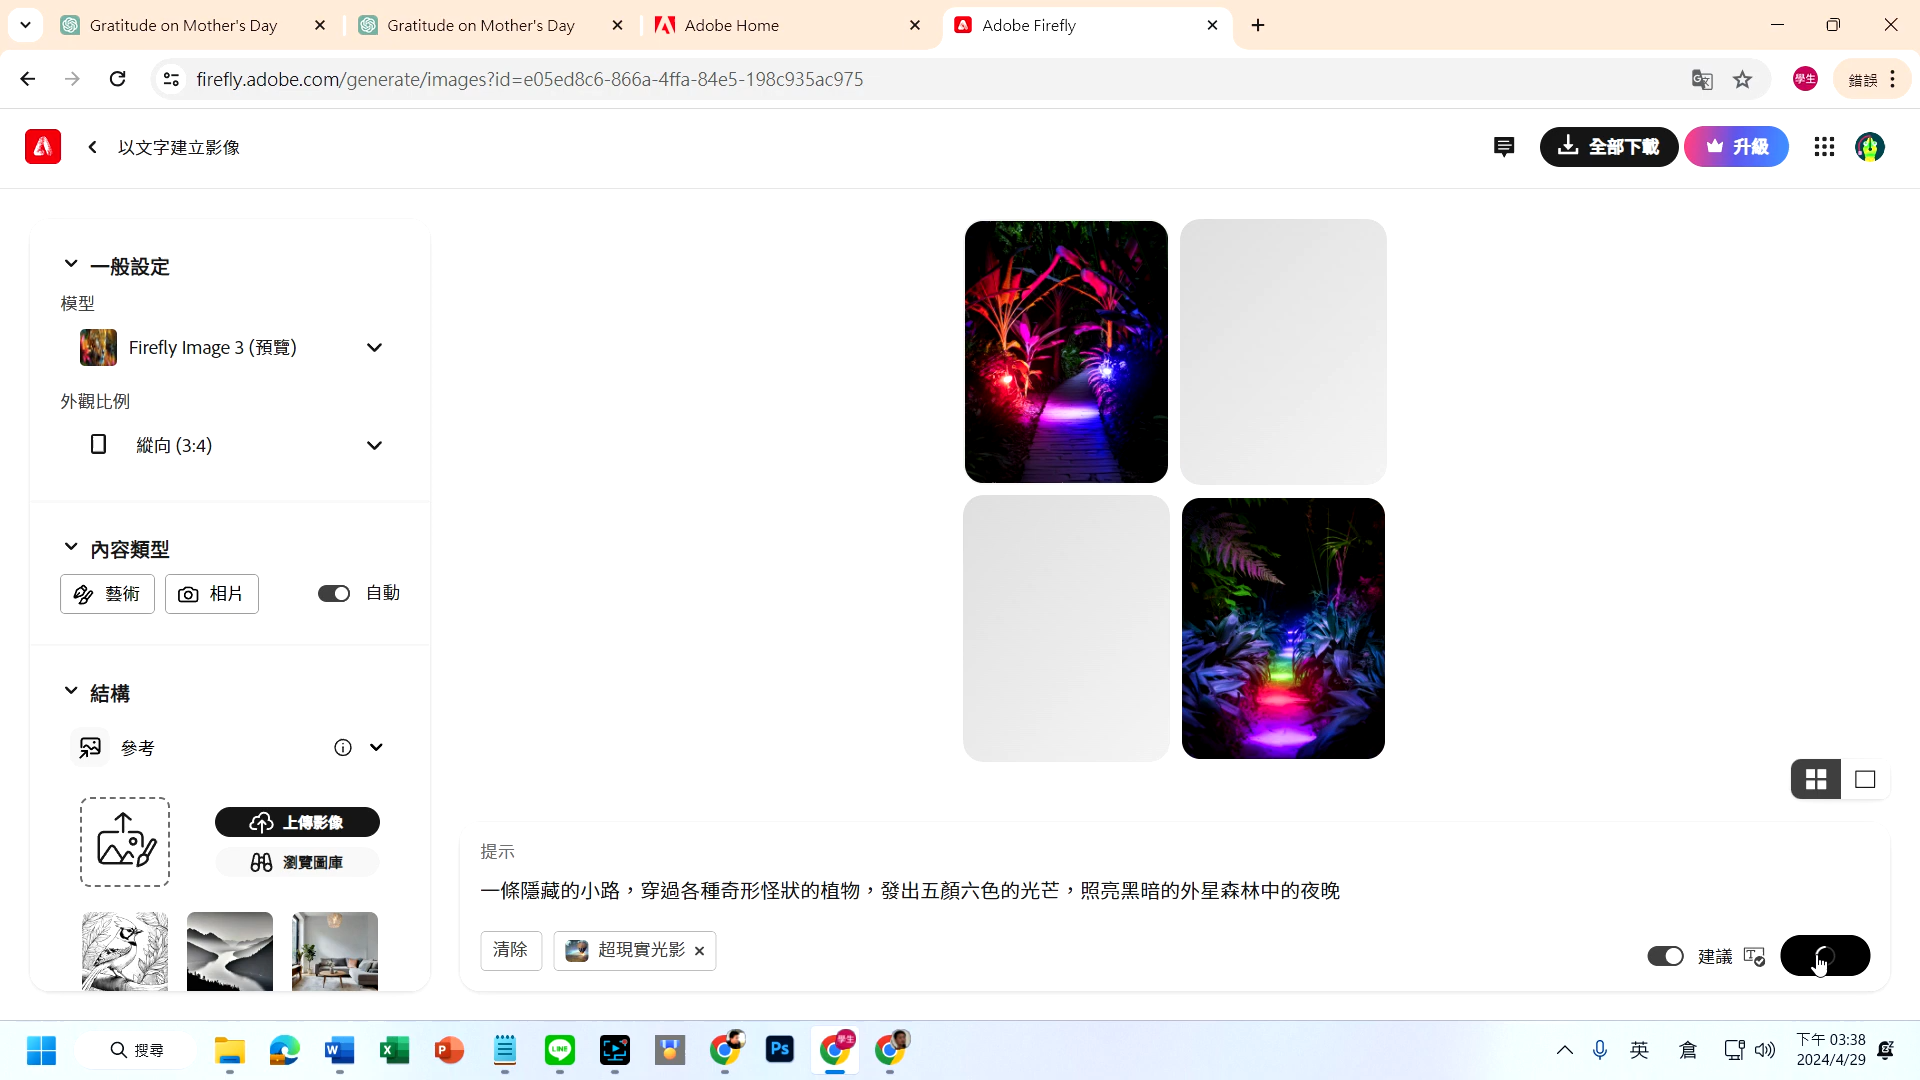 Gratitude on Mother's Day
Gratitude on Mother's Day
Adobe Home
Adobe Firefly
firefly.adobe.com/generate/images?id=e05ed8c6-866a-4ffa-84e5-198c935ac975
學生
錯誤
以文字建立影像
全部下載
升級
一般設定
模型
Firefly Image 3 (預覽)
外觀比例
縱向 (3:4)
內容類型
藝術
相片
自動
結構
參考
上傳影像
瀏覽圖庫
提示
一條隱藏的小路，穿過各種奇形怪狀的植物，發出五顏六色的光芒，照亮黑暗的外星森林中的夜晚
清除
超現實光影
建議
搜尋
學生
英
倉
下午 03:38
2024/4/29